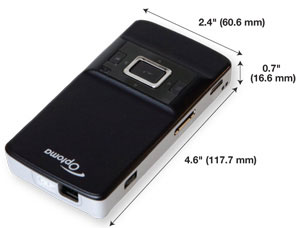 2.4" (60.6 mm)
0.7"
(16.6 mm)
4.6" (117.7 mm)
Optoma